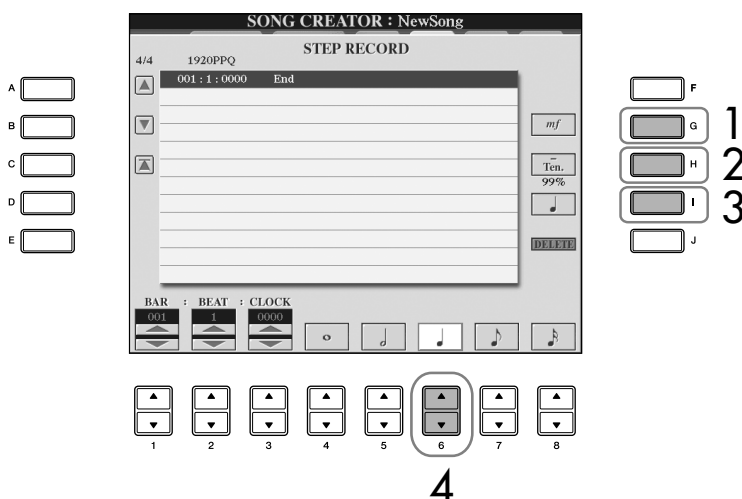 SONG CREATOR : NewSong
STEP RECORD
4/4 1920PPQ
001 : 1 : 0000 End
A
B
C
D
E
F
G
H
I
J
1
2
3
mf
Ten.
99%
DELETE
BAR : BEAT : CLOCK
001 1 0000
1 2 3 4 5 6 7 8
4